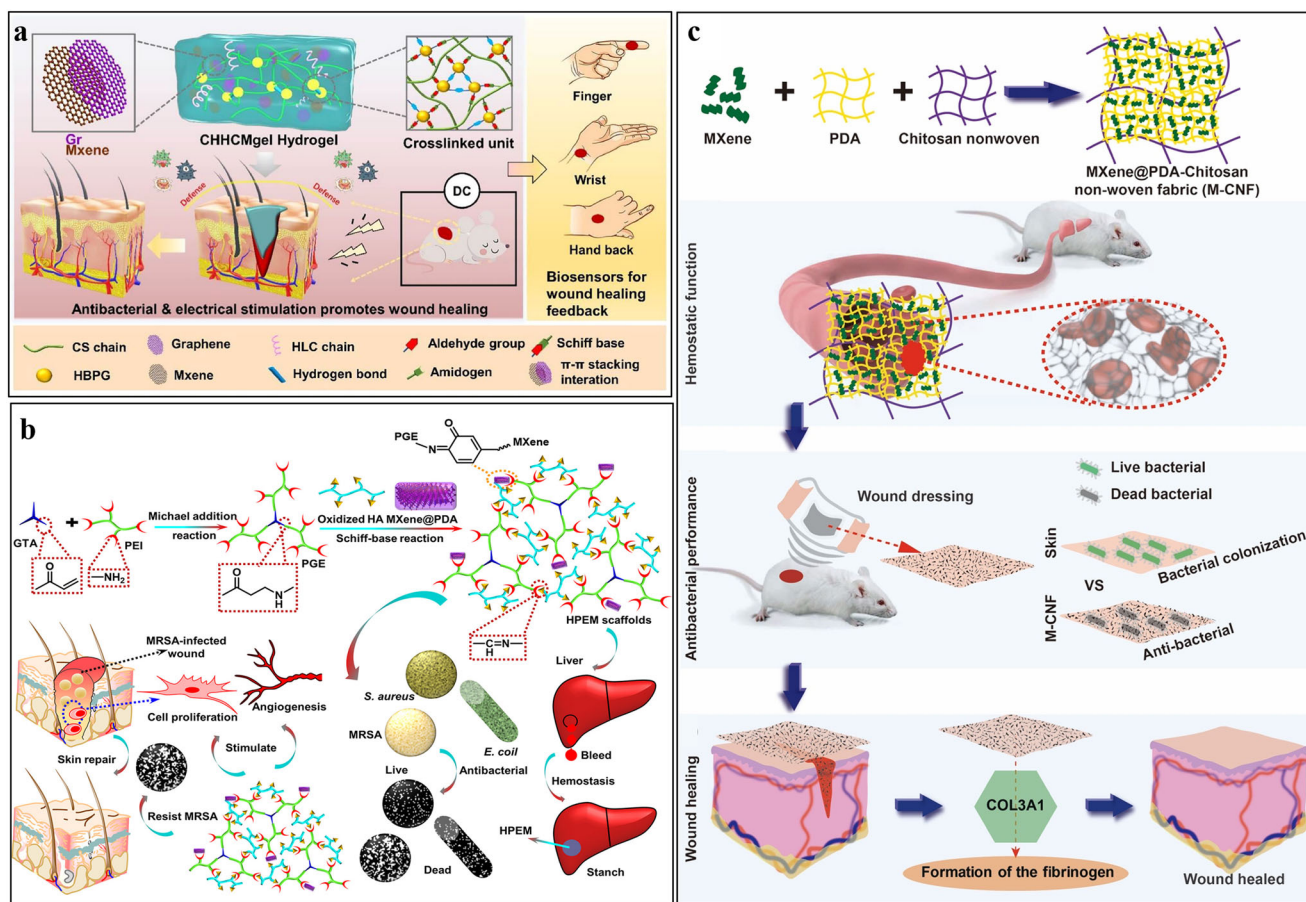 a
Gr
Mxene
CHHCMgel Hydrogel
Crosslinked unit
Defense
Defense
DC
Antibacterial & electrical stimulation promotes wound healing
Finger
Wrist
Hand back
Biosensors for
wound healing
feedback
CS chain
Graphene
HLC chain
Aldehyde group
Schiff base
HBPG
Mxene
Hydrogen bond
Amidogen
π-π stacking
interation
b
GTA
+
PEI
—NH₂
O
Michael addition
reaction
PGE
O
N
H
Oxidized HA MXene@PDA
Schiff-base reaction
PGE
N
O
MXene
HPEM scaffolds
—C=N—
H
MRSA-infected
wound
Cell proliferation
Angiogenesis
Skin repair
Stimulate
Resist MRSA
S. aureus
MRSA
E. coil
Live
Antibacterial
Dead
Liver
Bleed
Hemostasis
HPEM
Stanch
c
MXene
+
PDA
+
Chitosan nonwoven
MXene@PDA-Chitosan
non-woven fabric (M-CNF)
Hemostatic function
Antibacterial performance
Wound dressing
Live bacterial
Dead bacterial
Skin
Bacterial colonization
VS
M-CNF
Anti-bacterial
Wound healing
COL3A1
Formation of the fibrinogen
Wound healed